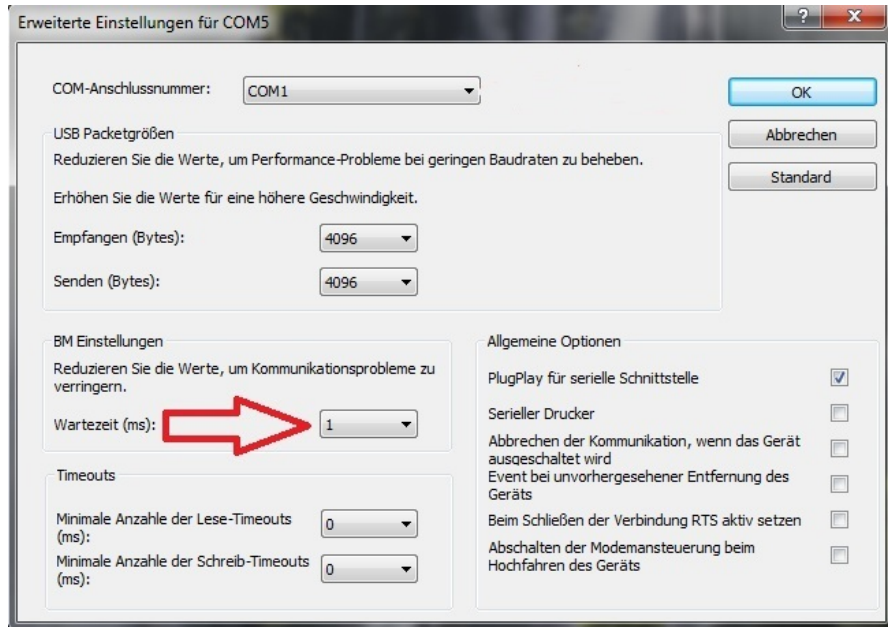 Erweiterte Einstellungen für COM5
COM-Anschlussnummer: COM1
OK
Abbrechen
Standard
USB Packetgrößen
Reduzieren Sie die Werte, um Performance-Probleme bei geringen Baudraten zu beheben.
Erhöhen Sie die Werte für eine höhere Geschwindigkeit.
Empfangen (Bytes): 4096
Senden (Bytes): 4096
BM Einstellungen
Reduzieren Sie die Werte, um Kommunikationsprobleme zu
verringern.
Wartezeit (ms): 1
Timeouts
Minimale Anzahle der Lese-Timeouts
(ms): 0
Minimale Anzahle der Schreib-Timeouts
(ms): 0
Allgemeine Optionen
PlugPlay für serielle Schnittstelle
Serieller Drucker
Abbrechen der Kommunikation, wenn das Gerät
ausgeschaltet wird
Event bei unvorhergesehener Entfernung des
Geräts
Beim Schließen der Verbindung RTS aktiv setzen
Abschalten der Modemansteuerung beim
Hochfahren des Geräts